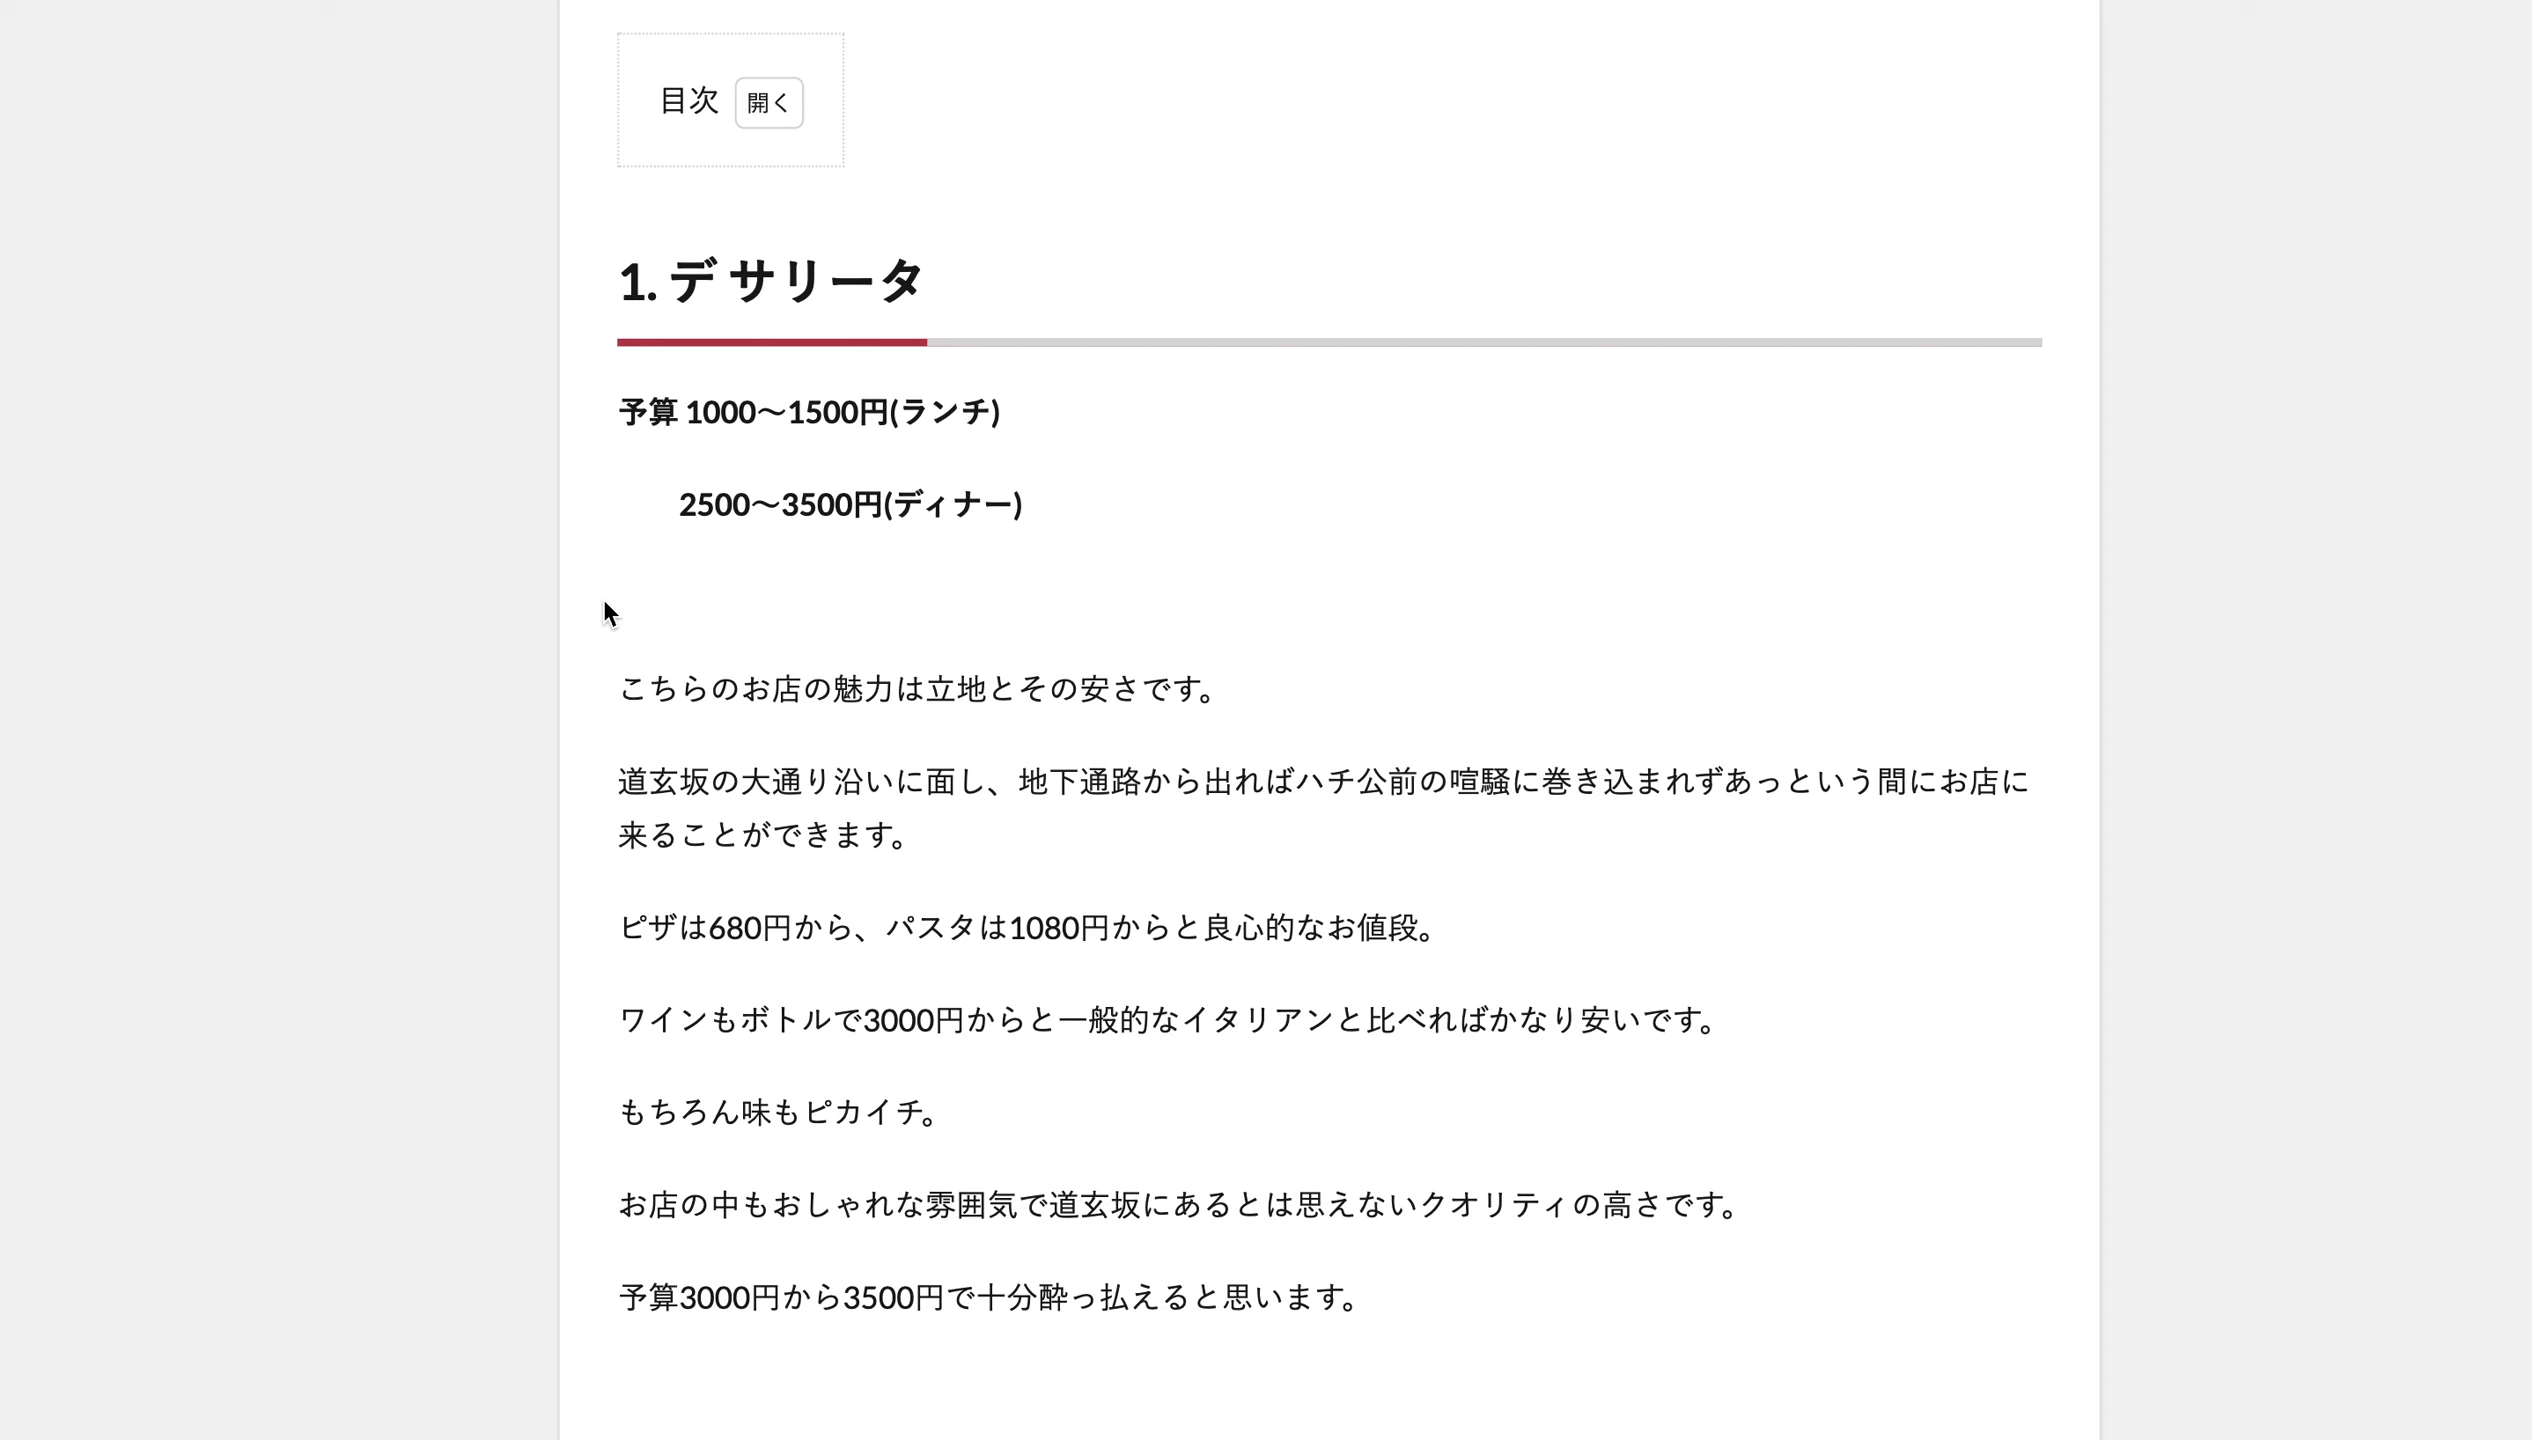 目次 開く
1. デ サリータ
予算 1000〜1500円(ランチ)
2500〜3500円(ディナー)
こちらのお店の魅力は立地とその安さです。
道玄坂の大通り沿いに面し、地下通路から出ればハチ公前の喧騒に巻き込まれずあっという間にお店に
来ることができます。
ピザは680円から、パスタは1080円からと良心的なお値段。
ワインもボトルで3000円からと一般的なイタリアンと比べればかなり安いです。
もちろん味もピカイチ。
お店の中もおしゃれな雰囲気で道玄坂にあるとは思えないクオリティの高さです。
予算3000円から3500円で十分酔っ払えると思います。